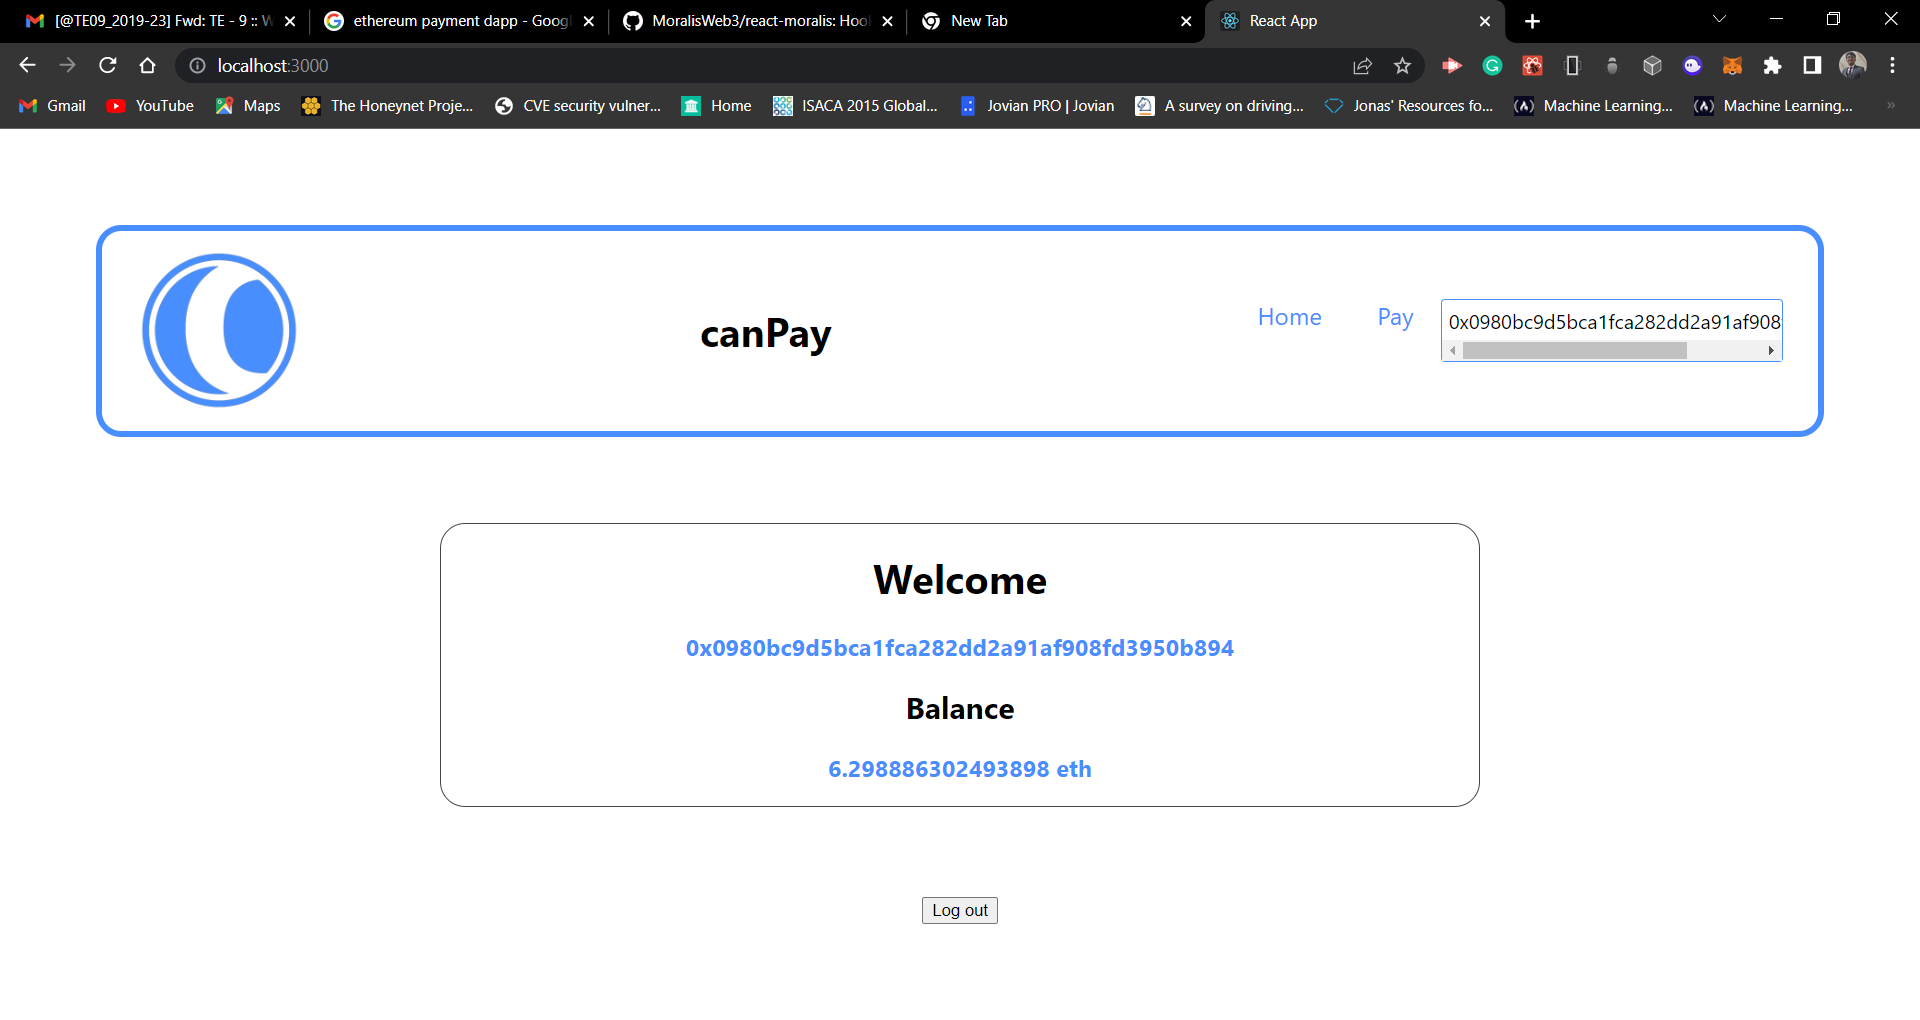 [@TE09_2019-23] Fwd: TE - 9 ::
ethereum payment dapp - Goog
MoralisWeb3/react-moralis: Hoo
New Tab
React App
localhost:3000
Gmail
YouTube
Maps
The Honeynet Proje...
CVE security vulner...
Home
ISACA 2015 Global...
Jovian PRO | Jovian
A survey on driving...
Jonas' Resources fo...
Machine Learning...
Machine Learning...
canPay
Home
Pay
0x0980bc9d5bca1fca282dd2a91af908
Welcome
0x0980bc9d5bca1fca282dd2a91af908fd3950b894
Balance
6.298886302493898 eth
Log out